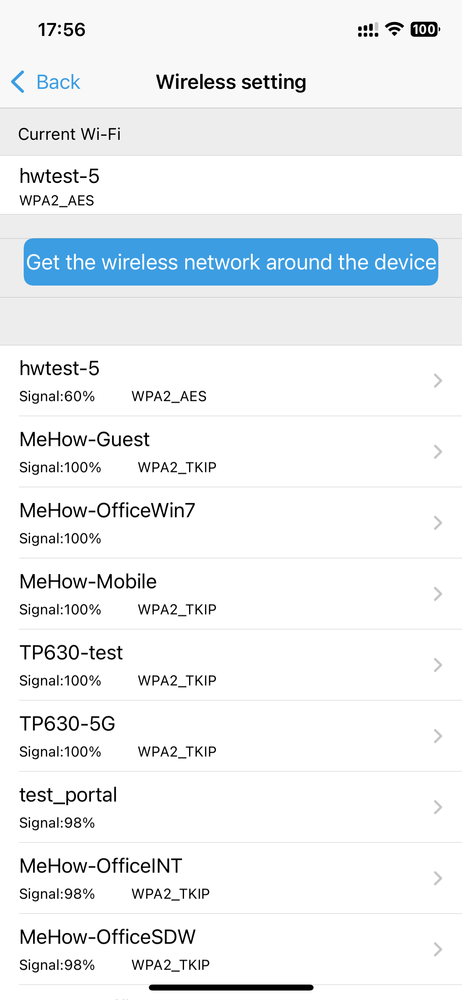 17:56
100
Back
Wireless setting
Current Wi-Fi
hwtest-5
WPA2_AES
Get the wireless network around the device
hwtest-5
Signal:60% WPA2_AES
MeHow-Guest
Signal:100% WPA2_TKIP
MeHow-OfficeWin7
Signal:100%
MeHow-Mobile
Signal:100% WPA2_TKIP
TP630-test
Signal:100% WPA2_TKIP
TP630-5G
Signal:100% WPA2_TKIP
test_portal
Signal:98%
MeHow-OfficeINT
Signal:98% WPA2_TKIP
MeHow-OfficeSDW
Signal:98% WPA2_TKIP